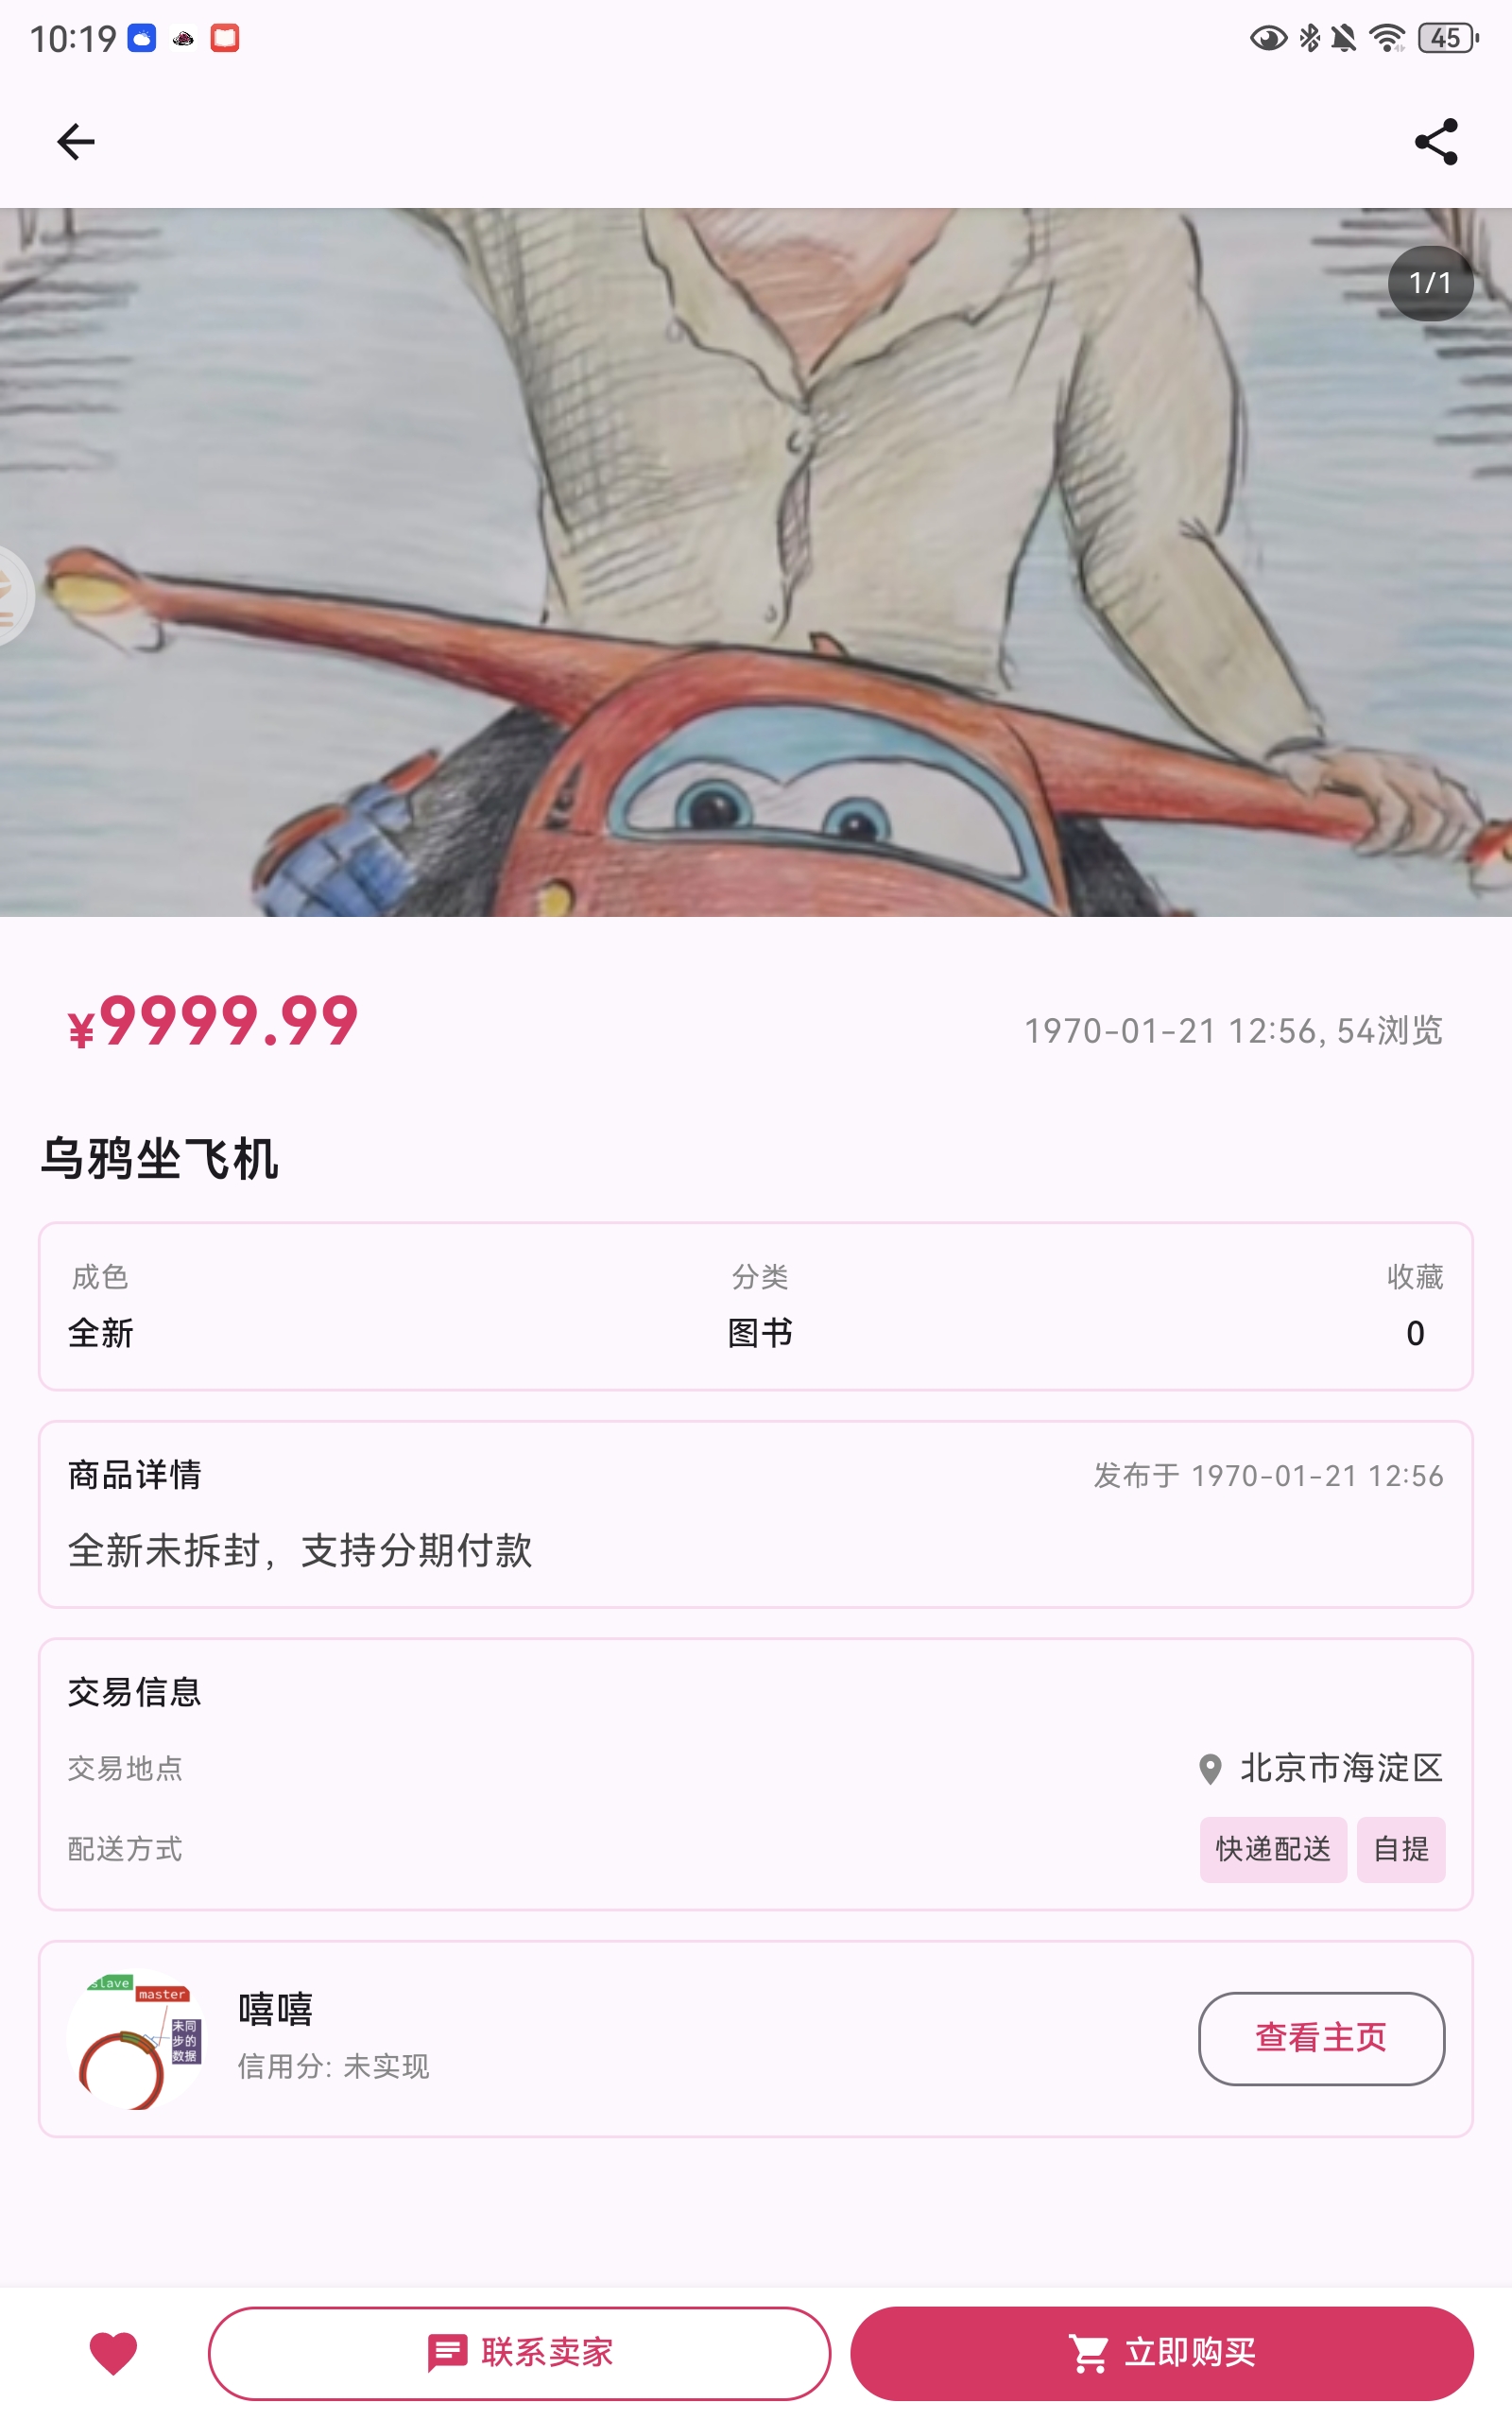 10:19
45
1/1
¥9999.99
1970-01-21 12:56, 54浏览
乌鸦坐飞机
成色 分类 收藏
全新 图书 0
商品详情 发布于 1970-01-21 12:56
全新未拆封，支持分期付款
交易信息
交易地点 北京市海淀区
配送方式 快递配送 自提
slave
master
未同
步的
数据
嘻嘻
信用分: 未实现
查看主页
联系卖家 立即购买